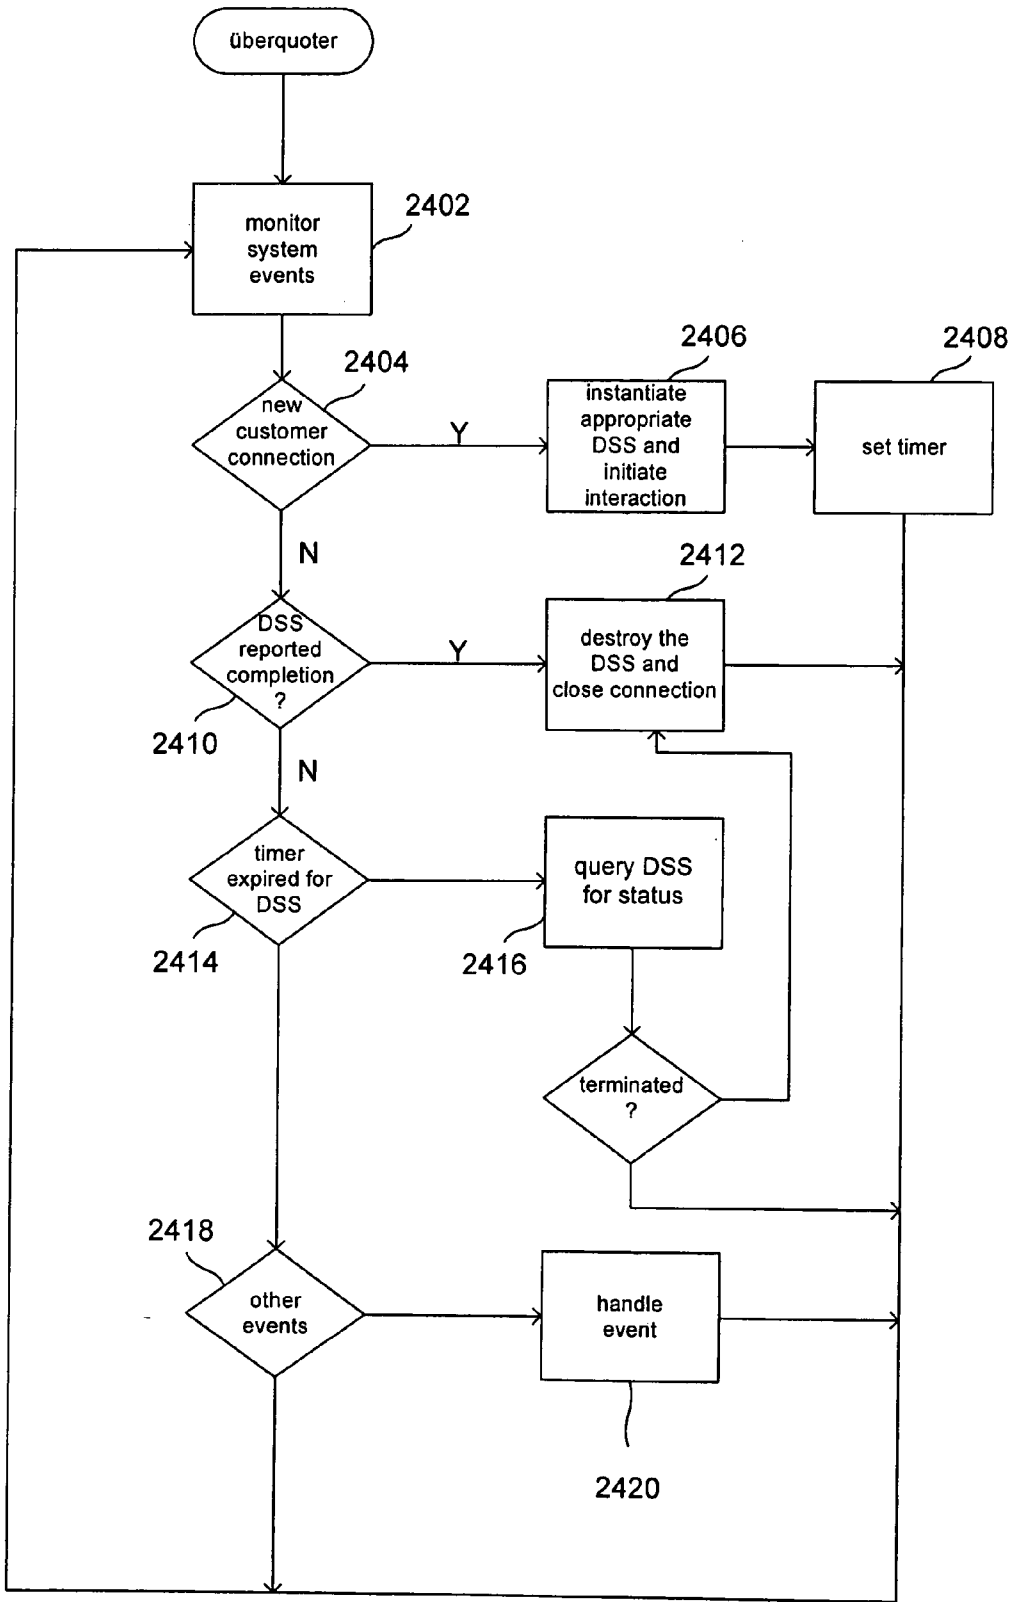 überquoter
monitor
system
events
2402
new
customer
connection
2404
Y
instantiate
appropriate
DSS and
initiate
interaction
2406
set timer
2408
N
DSS
reported
completion
?
2410
Y
destroy the
DSS and
close connection
2412
N
timer
expired for
DSS
2414
query DSS
for status
2416
terminated
?
other
events
2418
handle
event
2420